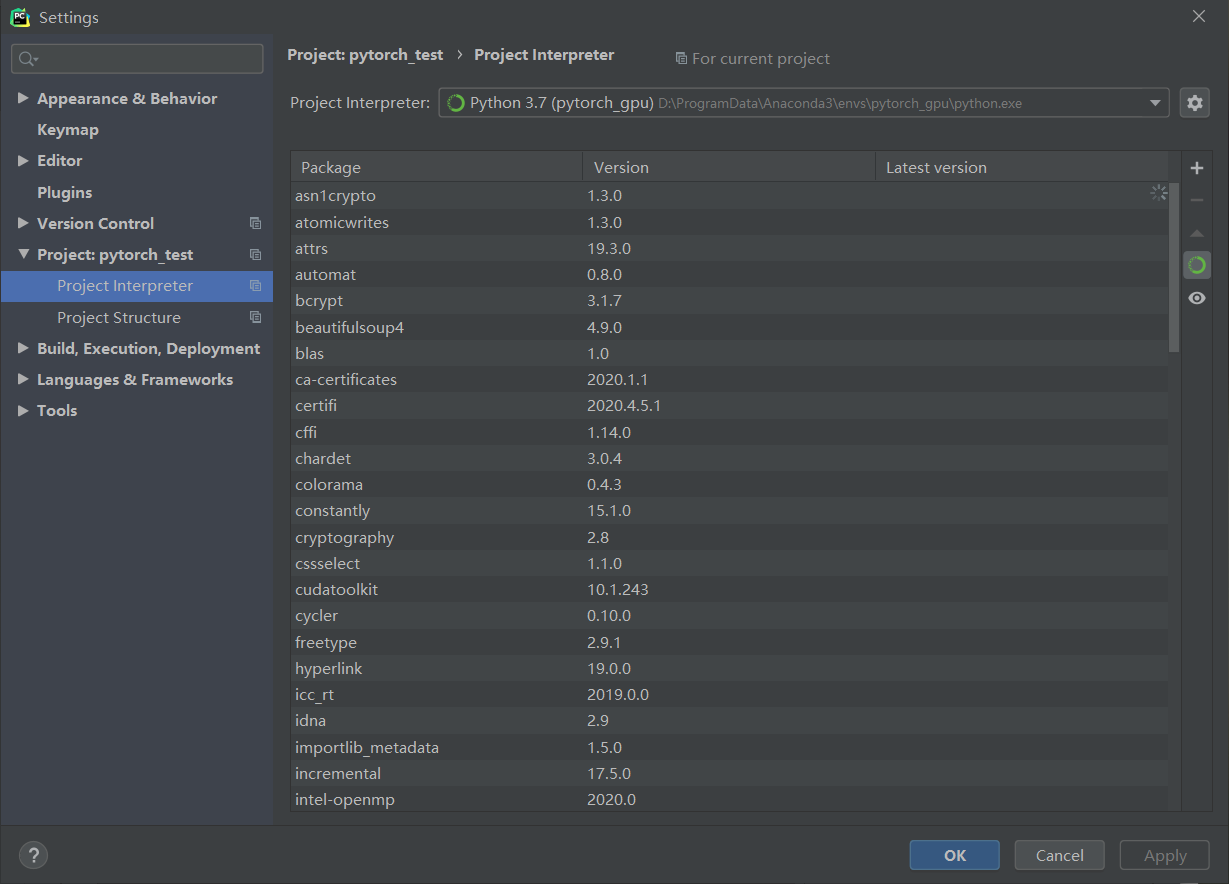 PC
Settings
Project: pytorch_test › Project Interpreter For current project
Appearance & Behavior
Keymap
Editor
Plugins
Version Control
Project: pytorch_test
Project Interpreter
Project Structure
Build, Execution, Deployment
Languages & Frameworks
Tools
Project Interpreter: Python 3.7 (pytorch_gpu) D:\ProgramData\Anaconda3\envs\pytorch_gpu\python.exe
Package Version Latest version
asn1crypto 1.3.0
atomicwrites 1.3.0
attrs 19.3.0
automat 0.8.0
bcrypt 3.1.7
beautifulsoup4 4.9.0
blas 1.0
ca-certificates 2020.1.1
certifi 2020.4.5.1
cffi 1.14.0
chardet 3.0.4
colorama 0.4.3
constantly 15.1.0
cryptography 2.8
cssselect 1.1.0
cudatoolkit 10.1.243
cycler 0.10.0
freetype 2.9.1
hyperlink 19.0.0
icc_rt 2019.0.0
idna 2.9
importlib_metadata 1.5.0
incremental 17.5.0
intel-openmp 2020.0
? OK Cancel Apply